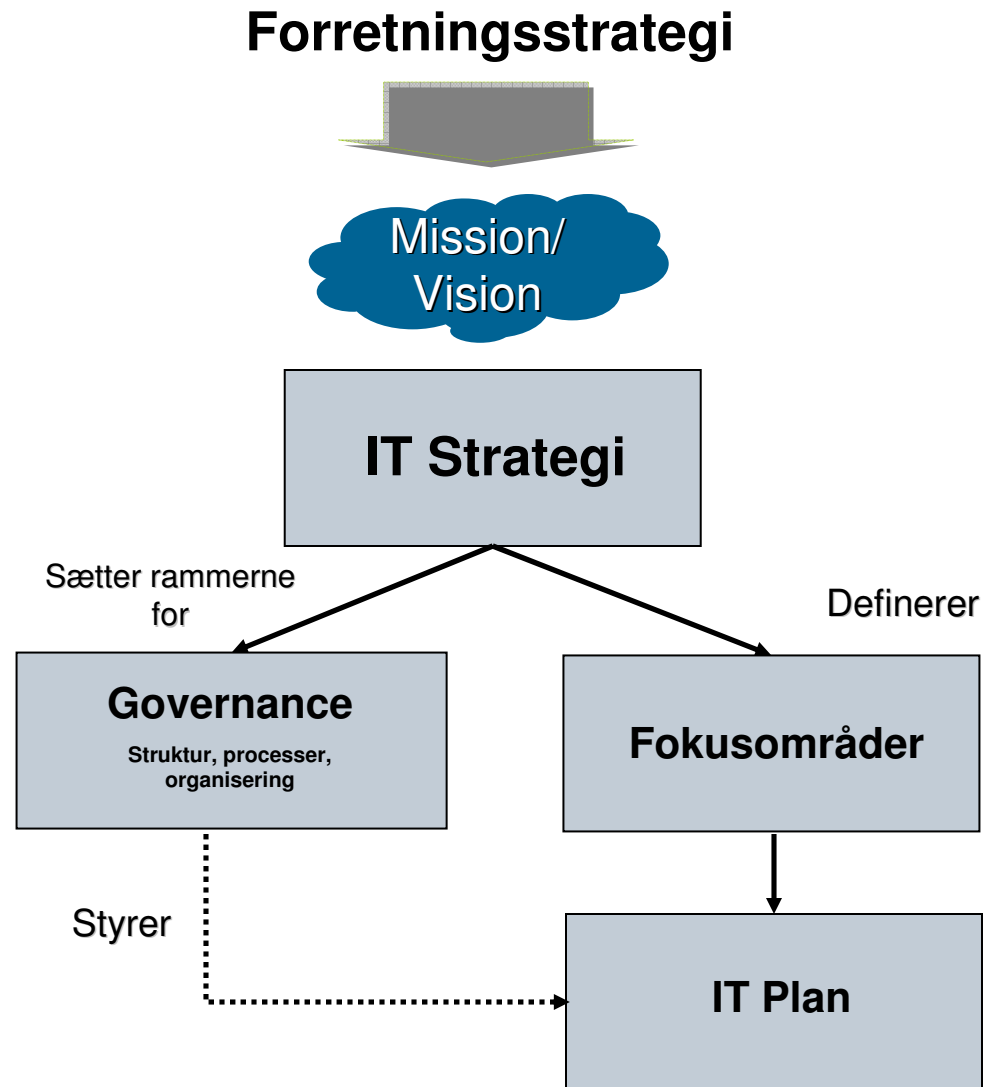 Forretningsstrategi
Mission/
Vision
IT Strategi
Sætter rammerne
for
Definerer
Governance
Struktur, processer,
organisering
Fokusområder
Styrer
IT Plan